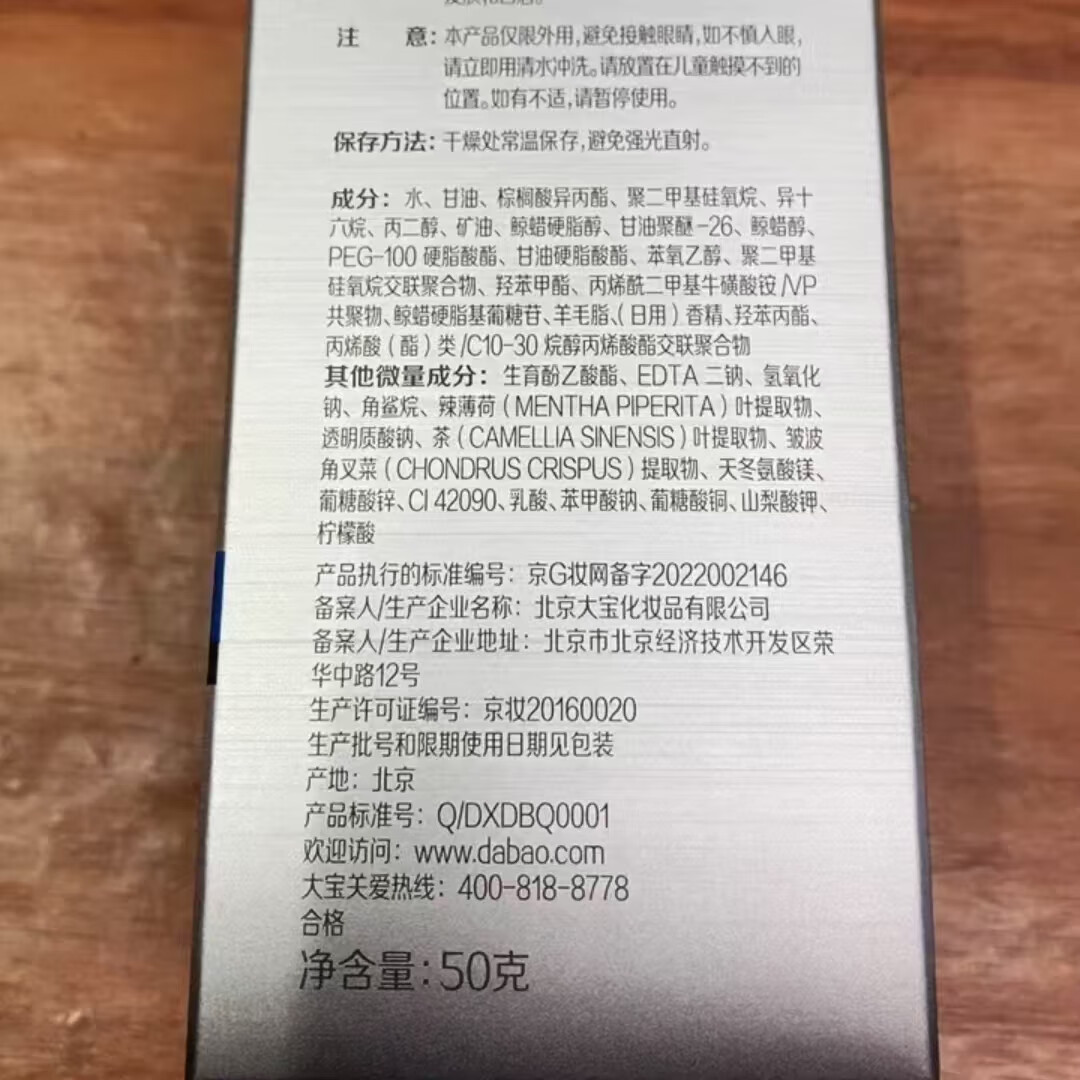 注 意：本产品仅限外用，避免接触眼睛，如不慎入眼，
请立即用清水冲洗。请放置在儿童触摸不到的
位置。如有不适，请暂停使用。
保存方法：干燥处常温保存，避免强光直射。
成分：水、甘油、棕榈酸异丙酯、聚二甲基硅氧烷、异十
六烷、丙二醇、矿油、鲸蜡硬脂醇、甘油聚醚-26、鲸蜡醇、
PEG-100 硬脂酸酯、甘油硬脂酸酯、苯氧乙醇、聚二甲基
硅氧烷交联聚合物、羟苯甲酯、丙烯酰二甲基牛磺酸铵/VP
共聚物、鲸蜡硬脂基葡糖苷、羊毛脂、（日用）香精、羟苯丙酯、
丙烯酸（酯）类/C10-30 烷醇丙烯酸酯交联聚合物
其他微量成分：生育酚乙酸酯、EDTA 二钠、氢氧化
钠、角鲨烷、辣薄荷（MENTHA PIPERITA）叶提取物、
透明质酸钠、茶（CAMELLIA SINENSIS）叶提取物、皱波
角叉菜（CHONDRUS CRISPUS）提取物、天冬氨酸镁、
葡糖酸锌、CI 42090、乳酸、苯甲酸钠、葡糖酸铜、山梨酸钾、
柠檬酸
产品执行的标准编号：京G妆网备字2022002146
备案人/生产企业名称：北京大宝化妆品有限公司
备案人/生产企业地址：北京市北京经济技术开发区荣
华中路12号
生产许可证编号：京妆20160020
生产批号和限期使用日期见包装
产地：北京
产品标准号：Q/DXDBQ0001
欢迎访问：www.dabao.com
大宝关爱热线：400-818-8778
合格
净含量：50克